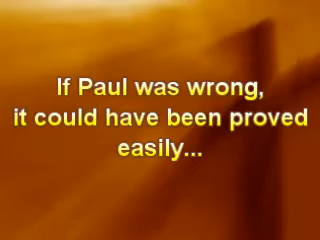 If Paul was wrong,
it could have been proved
easily...